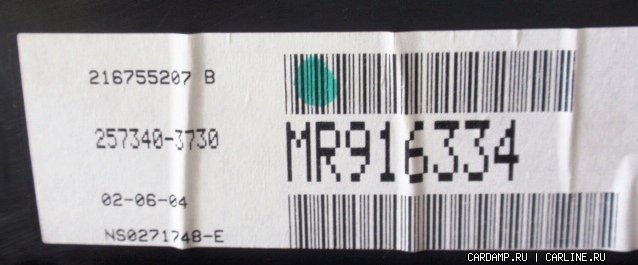 216755207 B
257340-3730
MR916334
02-06-04
NS0271748-E
CARDAMP.RU | CARLINE.RU